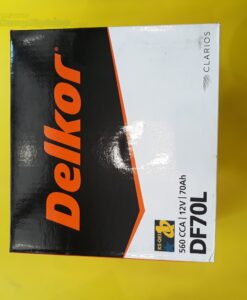 Delkor
CLARIOS
560 CCA | 12V | 70Ah
DF70L